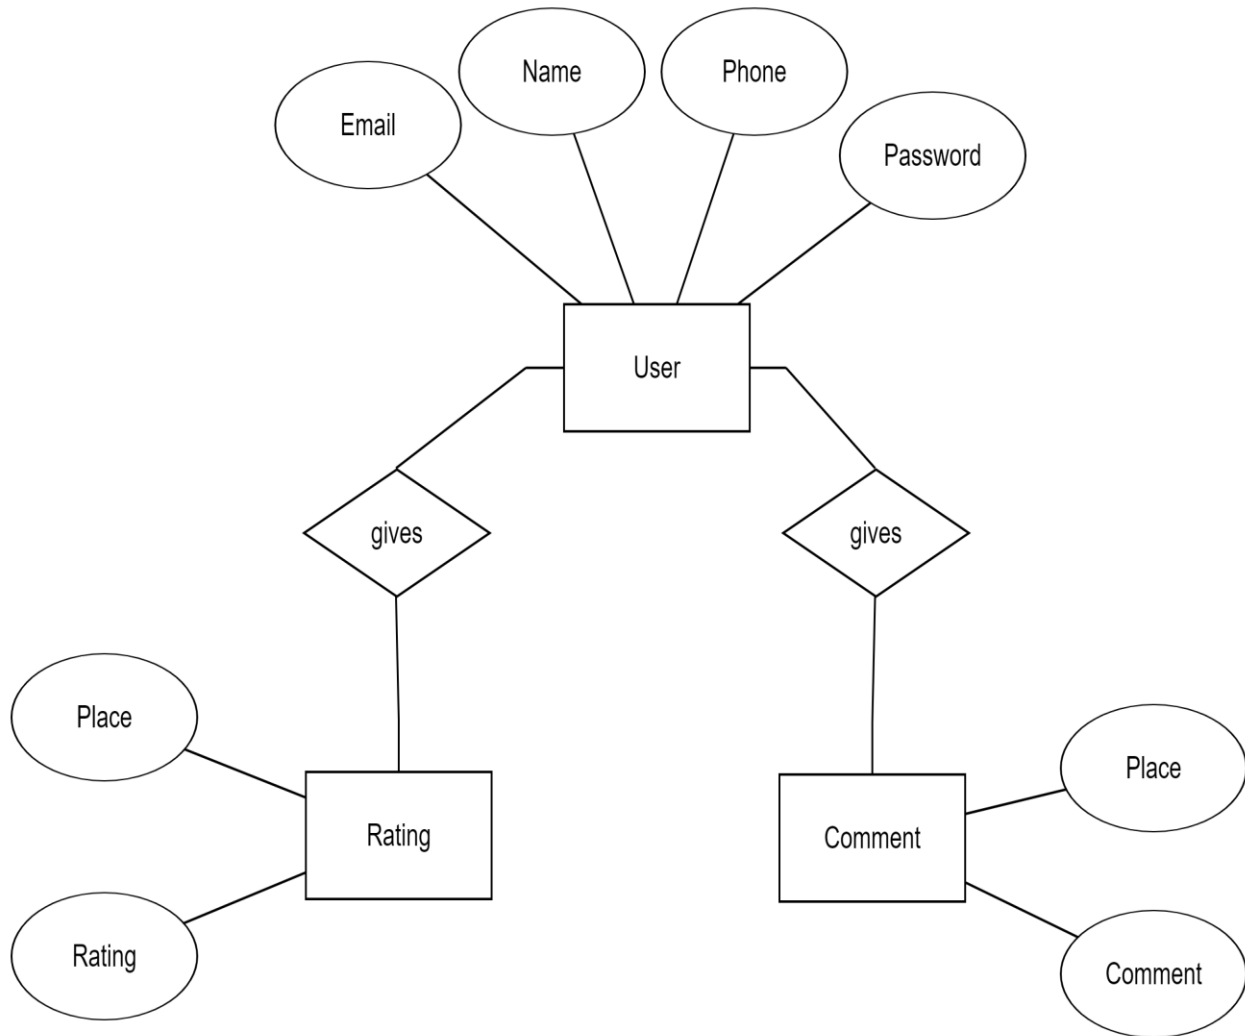 Name
Phone
Email
Password
User
gives
gives
Place
Place
Rating
Comment
Rating
Comment